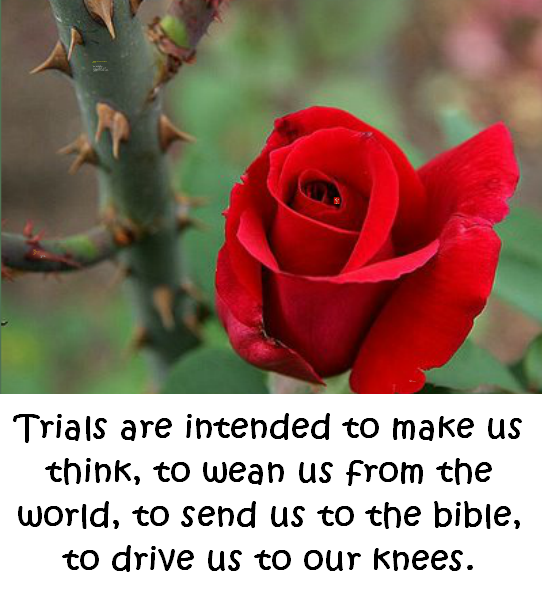 Trials are intended to make us
think, to wean us from the
world, to send us to the bible,
to drive us to our knees.